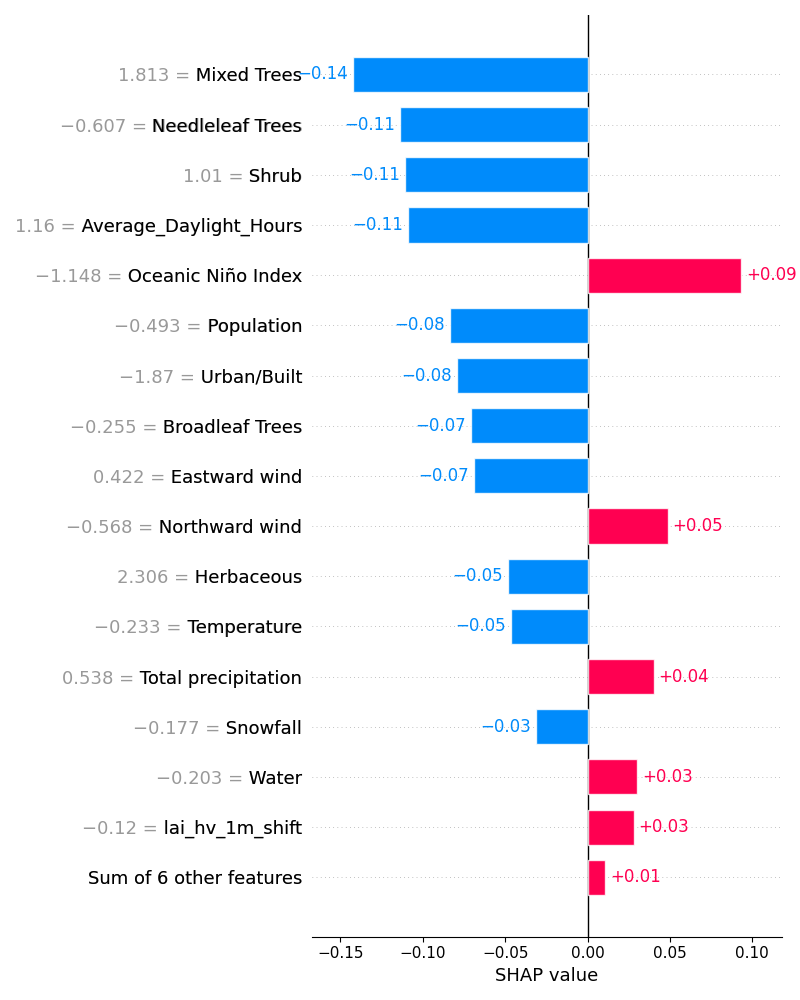 1.813 = Mixed Trees −0.14
−0.607 = Needleleaf Trees −0.11
1.01 = Shrub −0.11
1.16 = Average_Daylight_Hours −0.11
−1.148 = Oceanic Niño Index +0.09
−0.493 = Population −0.08
−1.87 = Urban/Built −0.08
−0.255 = Broadleaf Trees −0.07
0.422 = Eastward wind −0.07
−0.568 = Northward wind +0.05
2.306 = Herbaceous −0.05
−0.233 = Temperature −0.05
0.538 = Total precipitation +0.04
−0.177 = Snowfall −0.03
−0.203 = Water +0.03
−0.12 = lai_hv_1m_shift +0.03
Sum of 6 other features +0.01
−0.15 −0.10 −0.05 0.00 0.05 0.10
SHAP value